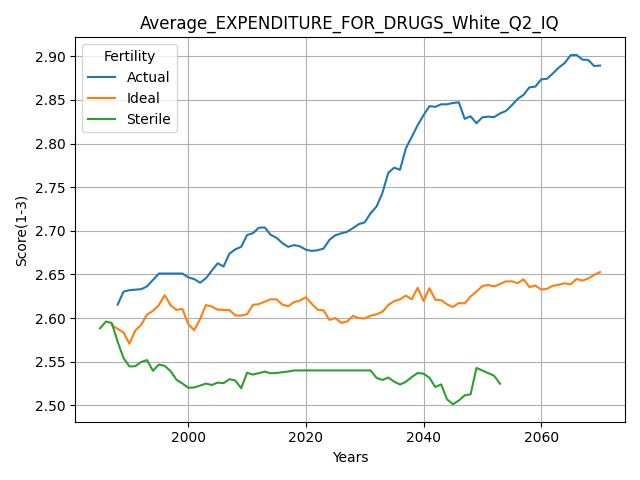 Average_EXPENDITURE_FOR_DRUGS_White_Q2_IQ
Fertility
Actual
Ideal
Sterile
Score(1-3)
2.90
2.85
2.80
2.75
2.70
2.65
2.60
2.55
2.50
2000
2020
2040
2060
Years